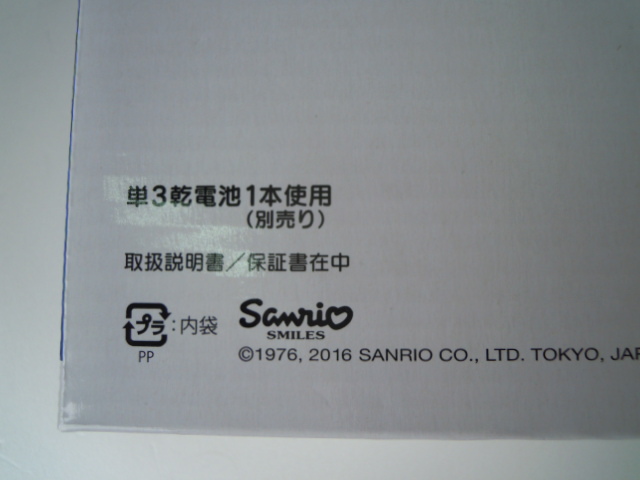 単3乾電池1本使用
(別売り)
取扱説明書/保証書在中
プラ:内袋
PP
Sanrio
SMILES
©1976, 2016 SANRIO CO., LTD. TOKYO,